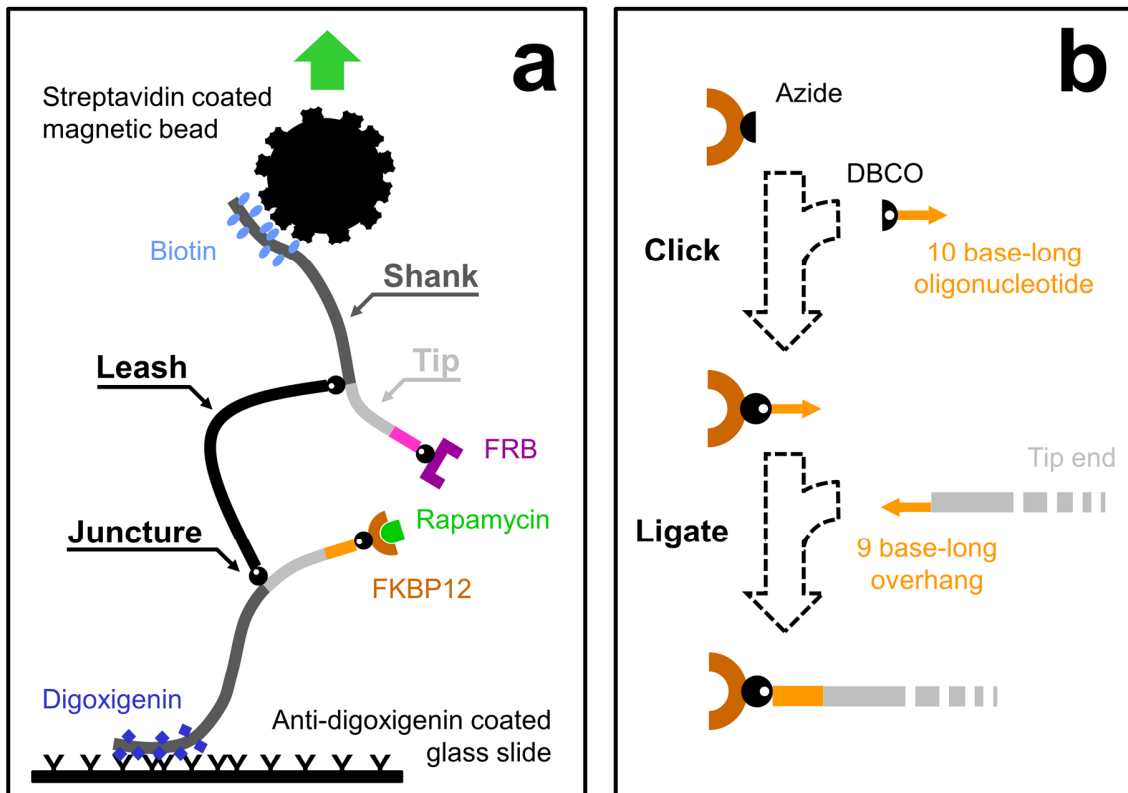 a
Streptavidin coated
magnetic bead
Biotin
Shank
Leash
Tip
FRB
Rapamycin
Juncture
FKBP12
Digoxigenin
Anti-digoxigenin coated
glass slide
b
Azide
DBCO
Click
10 base-long
oligonucleotide
Tip end
Ligate
9 base-long
overhang